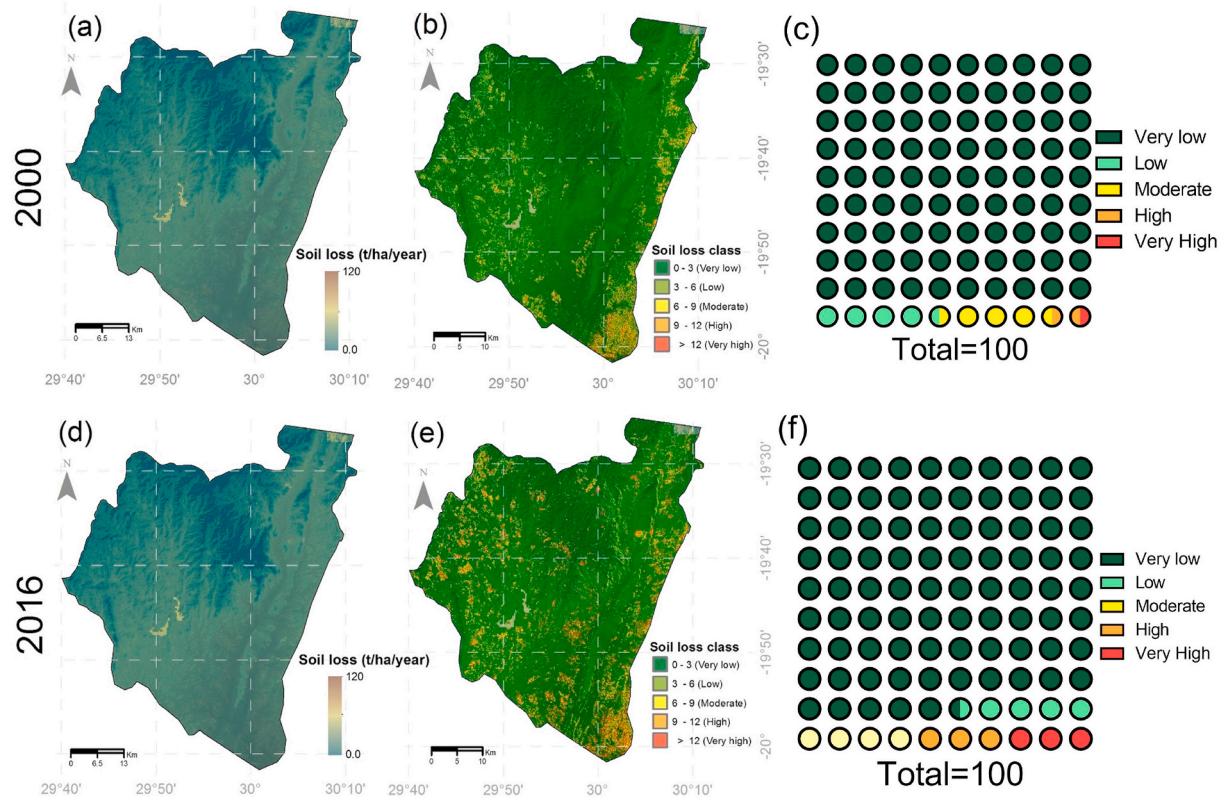 2000
(a)
N
Soil loss (t/ha/year)
120
0.0
0 6.5 13 Km
29°40' 29°50' 30° 30°10'
(b)
N
-19°30'
-19°40'
-19°50'
-20°
Soil loss class
0 - 3 (Very low)
3 - 6 (Low)
6 - 9 (Moderate)
9 - 12 (High)
> 12 (Very high)
0 5 10 Km
29°40' 29°50' 30° 30°10'
(c)
Very low
Low
Moderate
High
Very High
Total=100
2016
(d)
N
Soil loss (t/ha/year)
120
0.0
0 6.5 13 Km
29°40' 29°50' 30° 30°10'
(e)
N
-19°30'
-19°40'
-19°50'
-20°
Soil loss class
0 - 3 (Very low)
3 - 6 (Low)
6 - 9 (Moderate)
9 - 12 (High)
> 12 (Very high)
0 5 10 Km
29°40' 29°50' 30° 30°10'
(f)
Very low
Low
Moderate
High
Very High
Total=100